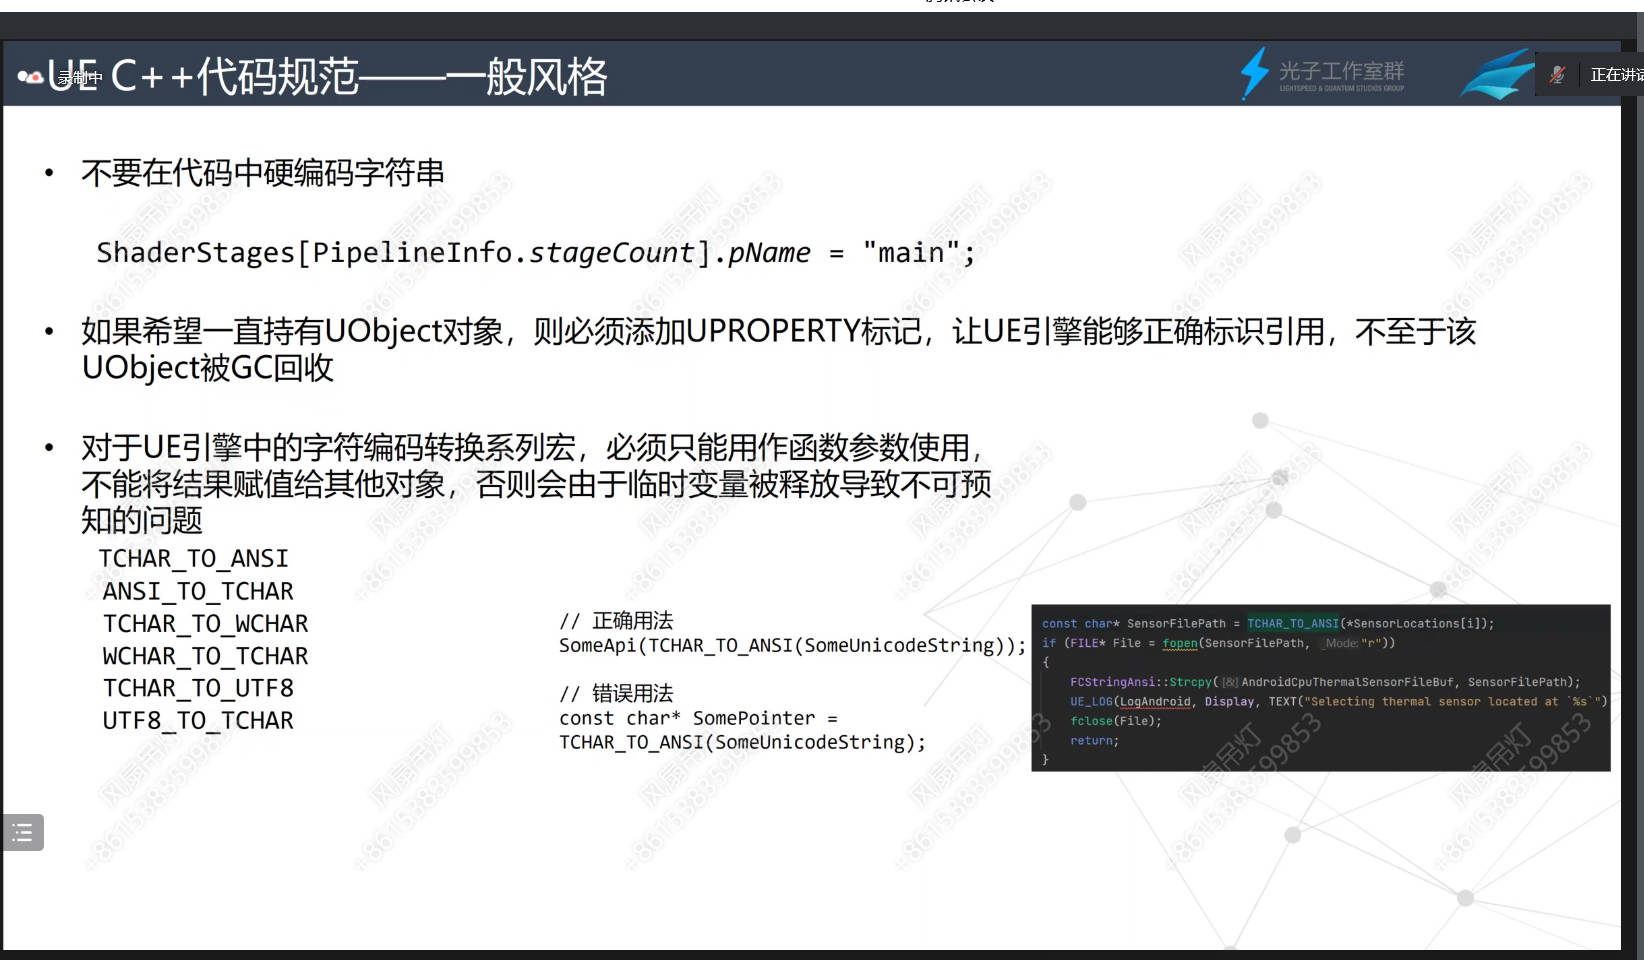 录制中
UE C++代码规范——一般风格
光子工作室群
LIGHTSPEED & QUANTUM STUDIOS GROUP
正在讲话
• 不要在代码中硬编码字符串
ShaderStages[PipelineInfo.stageCount].pName = "main";
• 如果希望一直持有UObject对象，则必须添加UPROPERTY标记，让UE引擎能够正确标识引用，不至于该
UObject被GC回收
• 对于UE引擎中的字符编码转换系列宏，必须只能用作函数参数使用，
不能将结果赋值给其他对象，否则会由于临时变量被释放导致不可预
知的问题
TCHAR_TO_ANSI
ANSI_TO_TCHAR
TCHAR_TO_WCHAR
WCHAR_TO_TCHAR
TCHAR_TO_UTF8
UTF8_TO_TCHAR
// 正确用法
SomeApi(TCHAR_TO_ANSI(SomeUnicodeString));
// 错误用法
const char* SomePointer =
TCHAR_TO_ANSI(SomeUnicodeString);
const char* SensorFilePath = TCHAR_TO_ANSI(*SensorLocations[i]);
if (FILE* File = fopen(SensorFilePath, _Mode: "r"))
{
FCStringAnsi::Strcpy([&]AndroidCpuThermalSensorFileBuf, SensorFilePath);
UE_LOG(LogAndroid, Display, TEXT("Selecting thermal sensor located at `%s`")
fclose(File);
return;
}
风扇吊灯
+8615383599853